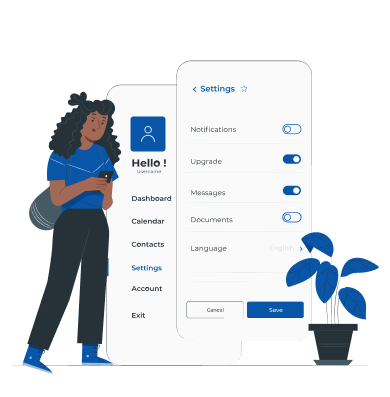 Settings
Hello !
Username
Dashboard
Calendar
Contacts
Settings
Account
Exit
Notifications
Upgrade
Messages
Documents
Language
English
Cancel
Save